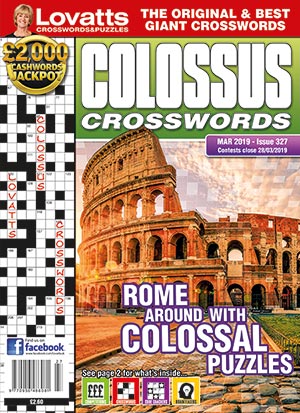 Lovatts
CROSSWORDS&PUZZLES
THE ORIGINAL & BEST
GIANT CROSSWORDS
£2,000
CASHWORDS
JACKPOT
COLOSSUS
CROSSWORDS
MAR 2019 - Issue 327
Contests close 28/03/2019
COLOSSUS
LOVATTS
CROSSWORDS
ROME
AROUND WITH
COLOSSAL
PUZZLES
See page 2 for what's inside...
Find us on
facebook
£2.60
CROSSWORDS